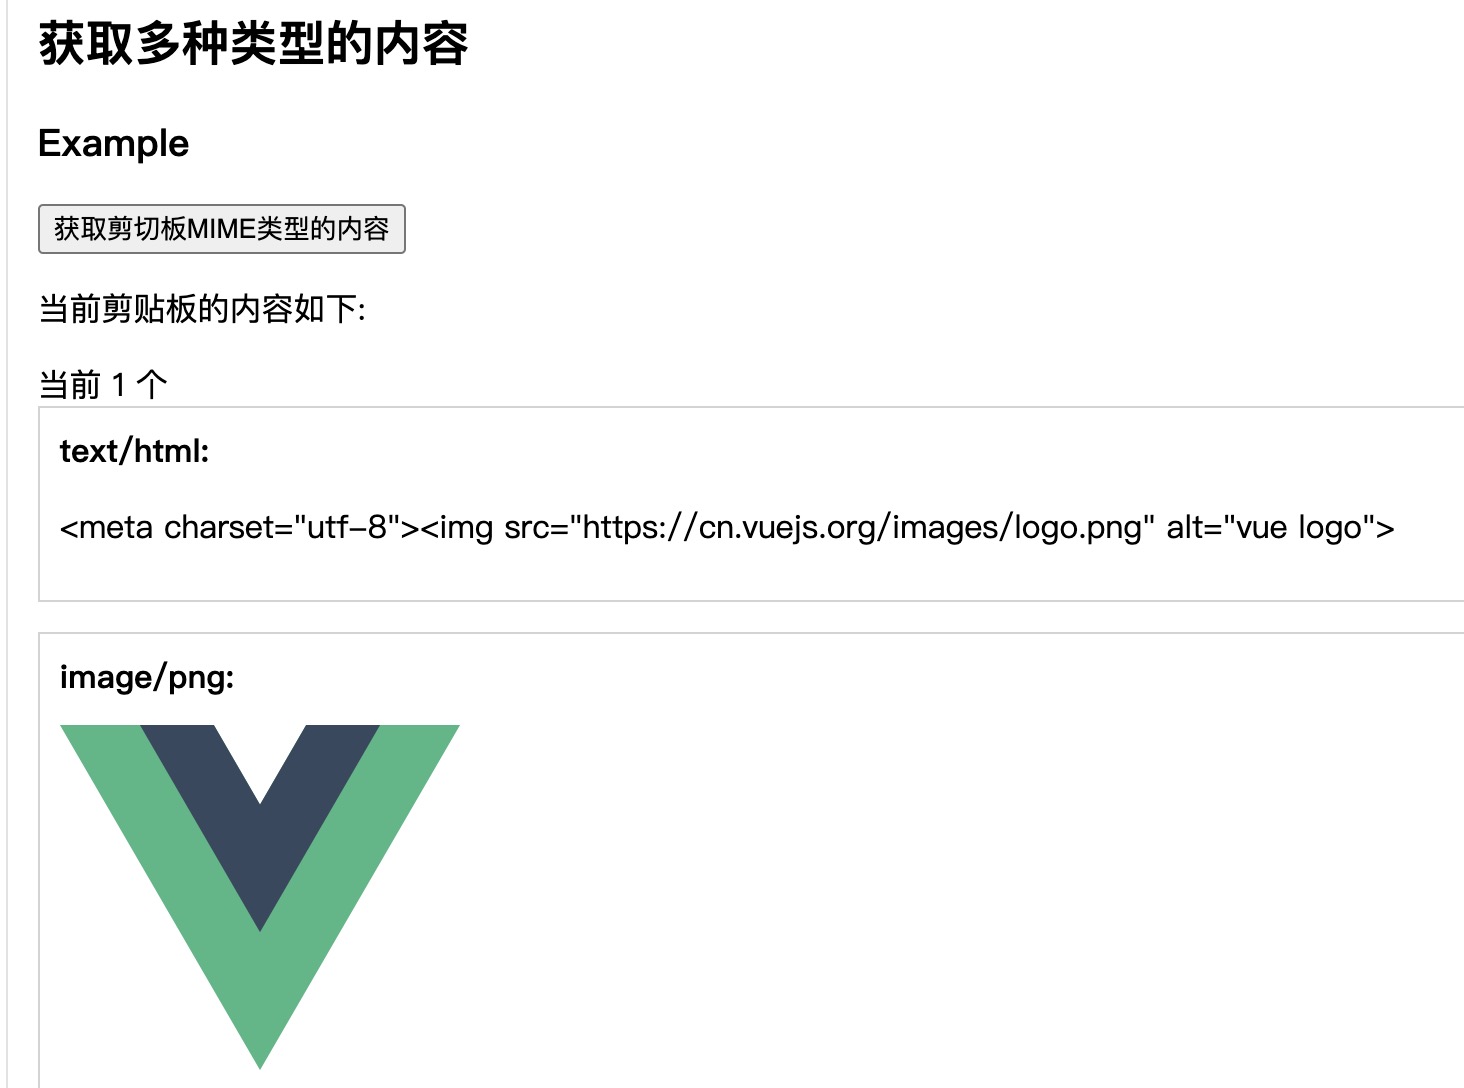 获取多种类型的内容
Example
获取剪切板MIME类型的内容
当前剪贴板的内容如下:
当前 1 个
text/html:
<meta charset="utf-8"><img src="https://cn.vuejs.org/images/logo.png" alt="vue logo">
image/png: